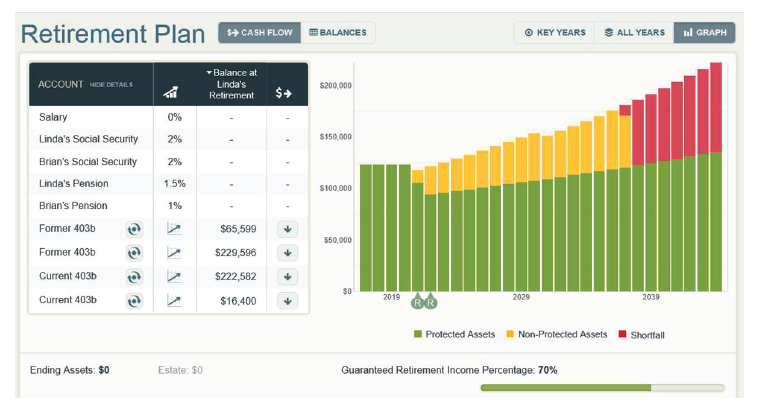 Retirement Plan
$→ CASH FLOW
BALANCES
KEY YEARS
ALL YEARS
GRAPH
ACCOUNT HIDE DETAILS
Balance at
Linda's
Retirement
$→
Salary 0% - -
Linda's Social Security 2% - -
Brian's Social Security 2% - -
Linda's Pension 1.5% - -
Brian's Pension 1% - -
Former 403b $65,599
Former 403b $229,596
Current 403b $222,582
Current 403b $16,400
$200,000
$150,000
$100,000
$50,000
$0
2019 2029 2039
R R
Protected Assets Non-Protected Assets Shortfall
Ending Assets: $0 Estate: $0 Guaranteed Retirement Income Percentage: 70%